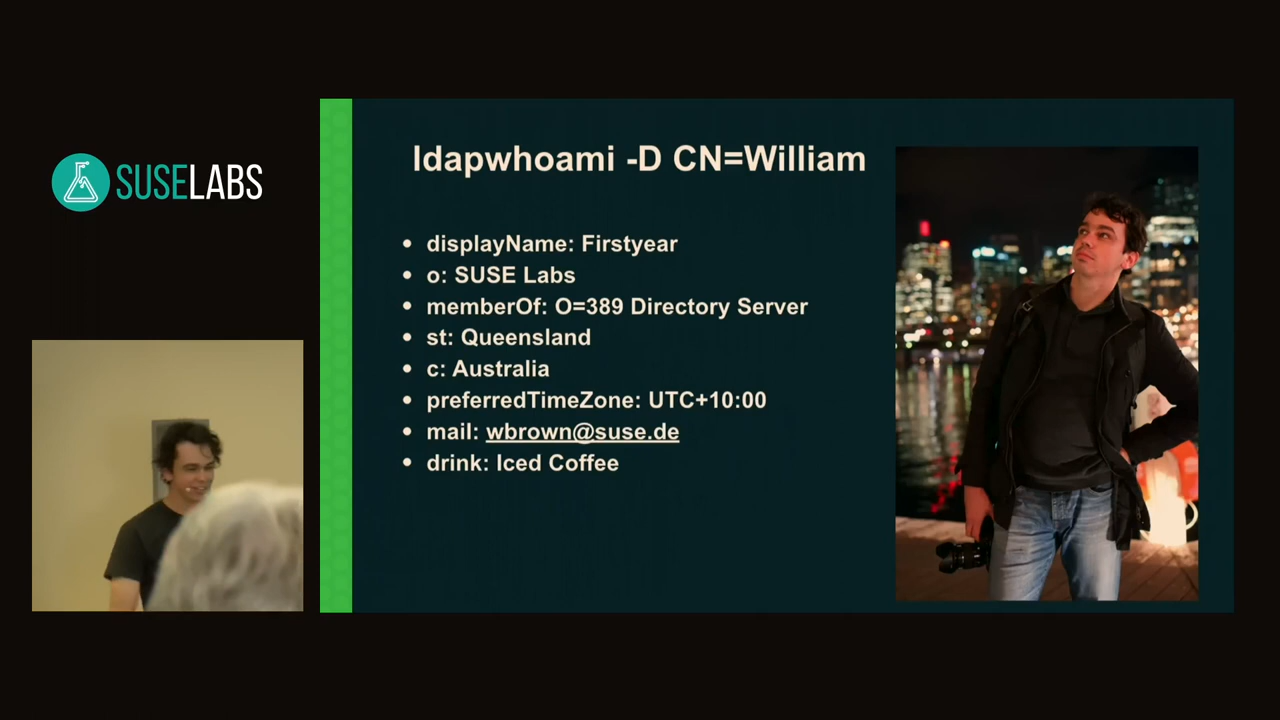 SUSELABS
ldapwhoami -D CN=William
• displayName: Firstyear
• o: SUSE Labs
• memberOf: O=389 Directory Server
• st: Queensland
• c: Australia
• preferredTimeZone: UTC+10:00
• mail: wbrown@suse.de
• drink: Iced Coffee